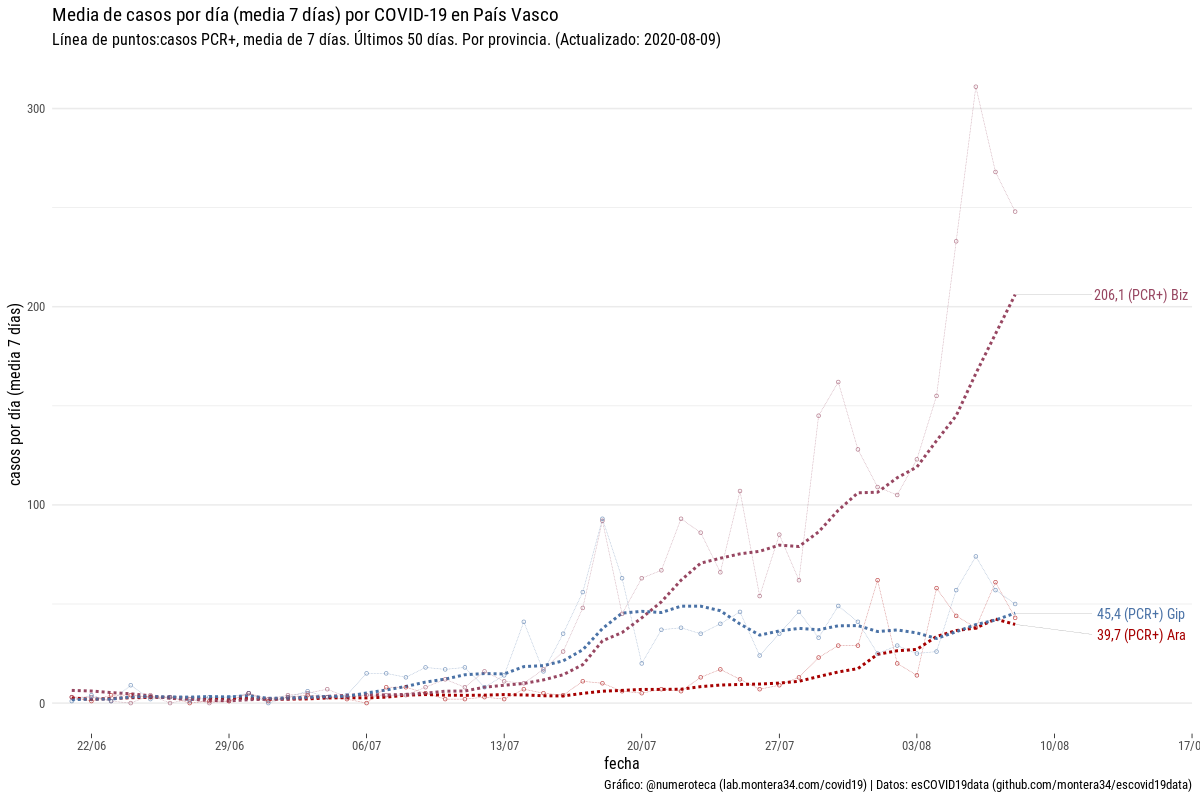 Media de casos por día (media 7 días) por COVID-19 en País Vasco
Línea de puntos:casos PCR+, media de 7 días. Últimos 50 días. Por provincia. (Actualizado: 2020-08-09)
casos por día (media 7 días)
300
200
100
0
206,1 (PCR+) Biz
45,4 (PCR+) Gip
39,7 (PCR+) Ara
22/06
29/06
06/07
13/07
20/07
27/07
03/08
10/08
17/0
fecha
Gráfico: @numeroteca (lab.montera34.com/covid19) | Datos: esCOVID19data (github.com/montera34/escovid19data)